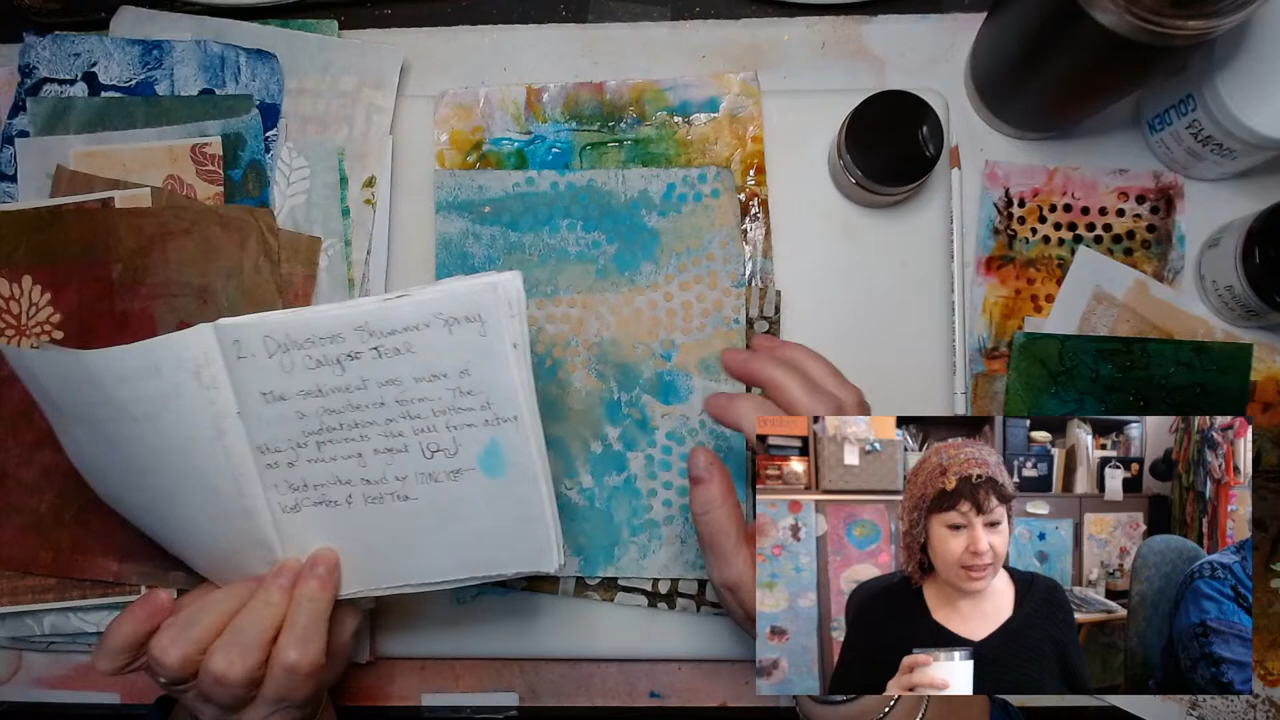 2. Dylusions Shimmer Spray
Calypso Teal
The sediment was more of
a powdered form. The
indentation on the bottom of
the jar prevents the ball from acting
as a mixing agent
Used on the card w/
Iced Coffee & Iced Tea
GOLDEN